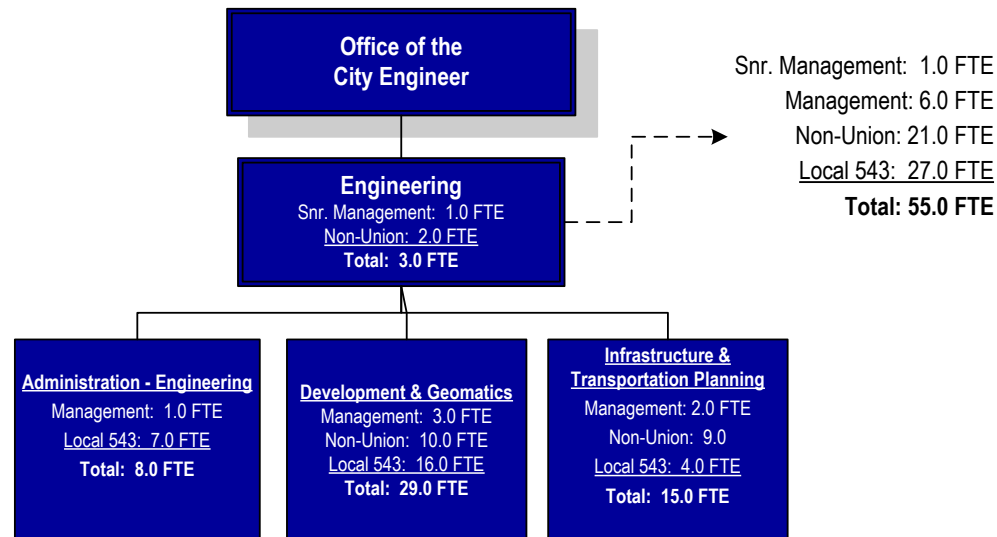 Office of the
City Engineer
Snr. Management: 1.0 FTE
Management: 6.0 FTE
Non-Union: 21.0 FTE
Local 543: 27.0 FTE
Total: 55.0 FTE
Engineering
Snr. Management: 1.0 FTE
Non-Union: 2.0 FTE
Total: 3.0 FTE
Administration - Engineering
Management: 1.0 FTE
Local 543: 7.0 FTE
Total: 8.0 FTE
Development & Geomatics
Management: 3.0 FTE
Non-Union: 10.0 FTE
Local 543: 16.0 FTE
Total: 29.0 FTE
Infrastructure &
Transportation Planning
Management: 2.0 FTE
Non-Union: 9.0
Local 543: 4.0 FTE
Total: 15.0 FTE